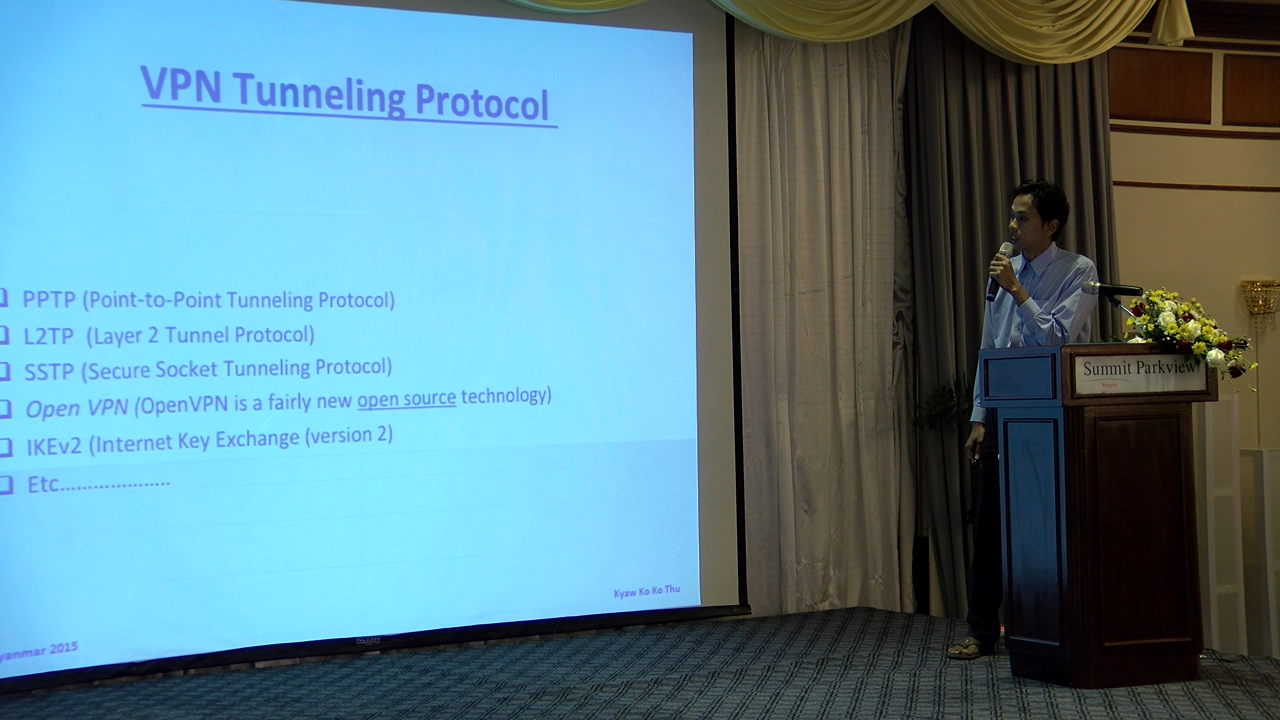 VPN Tunneling Protocol
PPTP (Point-to-Point Tunneling Protocol)
L2TP (Layer 2 Tunnel Protocol)
SSTP (Secure Socket Tunneling Protocol)
Open VPN (OpenVPN is a fairly new open source technology)
IKEv2 (Internet Key Exchange (version 2)
Etc....................
Kyaw Ko Ko Thu
yanmar 2015
Summit Parkview